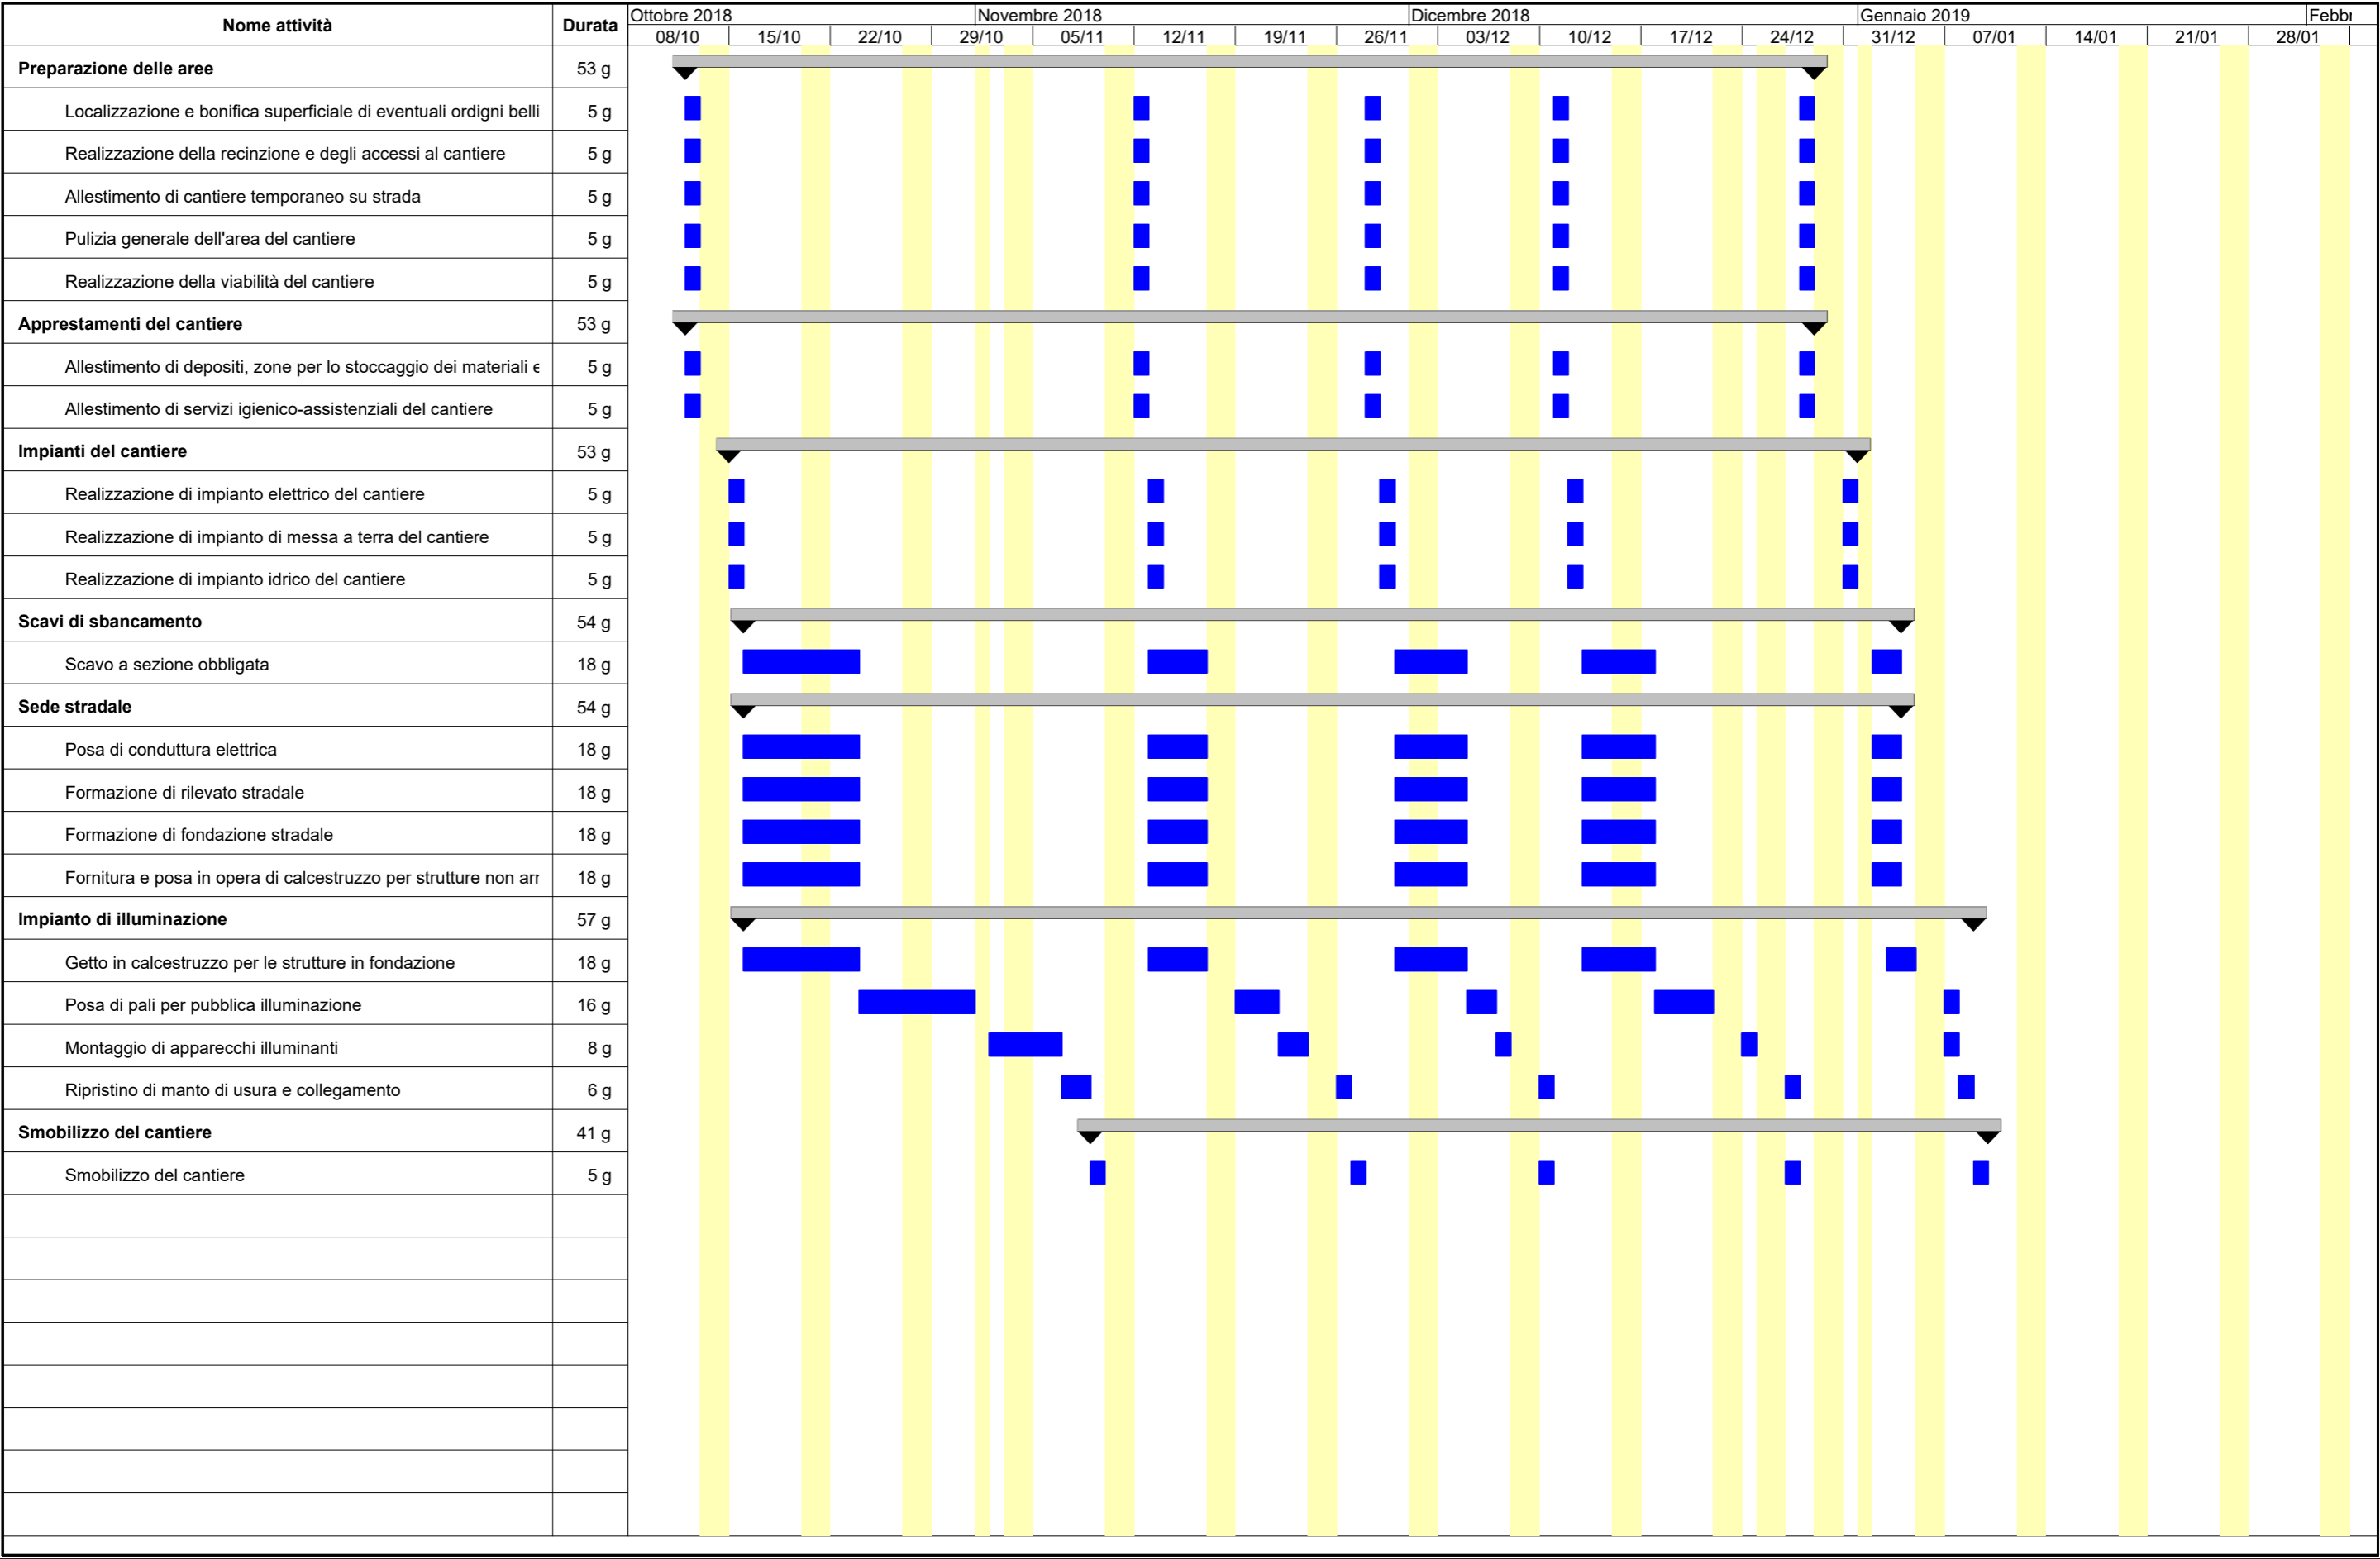 Nome attività Durata Ottobre 2018 Novembre 2018 Dicembre 2018 Gennaio 2019 Febbr
08/10 15/10 22/10 29/10 05/11 12/11 19/11 26/11 03/12 10/12 17/12 24/12 31/12 07/01 14/01 21/01 28/01
Preparazione delle aree 53 g
Localizzazione e bonifica superficiale di eventuali ordigni belli 5 g
Realizzazione della recinzione e degli accessi al cantiere 5 g
Allestimento di cantiere temporaneo su strada 5 g
Pulizia generale dell'area del cantiere 5 g
Realizzazione della viabilità del cantiere 5 g
Apprestamenti del cantiere 53 g
Allestimento di depositi, zone per lo stoccaggio dei materiali e 5 g
Allestimento di servizi igienico-assistenziali del cantiere 5 g
Impianti del cantiere 53 g
Realizzazione di impianto elettrico del cantiere 5 g
Realizzazione di impianto di messa a terra del cantiere 5 g
Realizzazione di impianto idrico del cantiere 5 g
Scavi di sbancamento 54 g
Scavo a sezione obbligata 18 g
Sede stradale 54 g
Posa di conduttura elettrica 18 g
Formazione di rilevato stradale 18 g
Formazione di fondazione stradale 18 g
Fornitura e posa in opera di calcestruzzo per strutture non arr 18 g
Impianto di illuminazione 57 g
Getto in calcestruzzo per le strutture in fondazione 18 g
Posa di pali per pubblica illuminazione 16 g
Montaggio di apparecchi illuminanti 8 g
Ripristino di manto di usura e collegamento 6 g
Smobilizzo del cantiere 41 g
Smobilizzo del cantiere 5 g